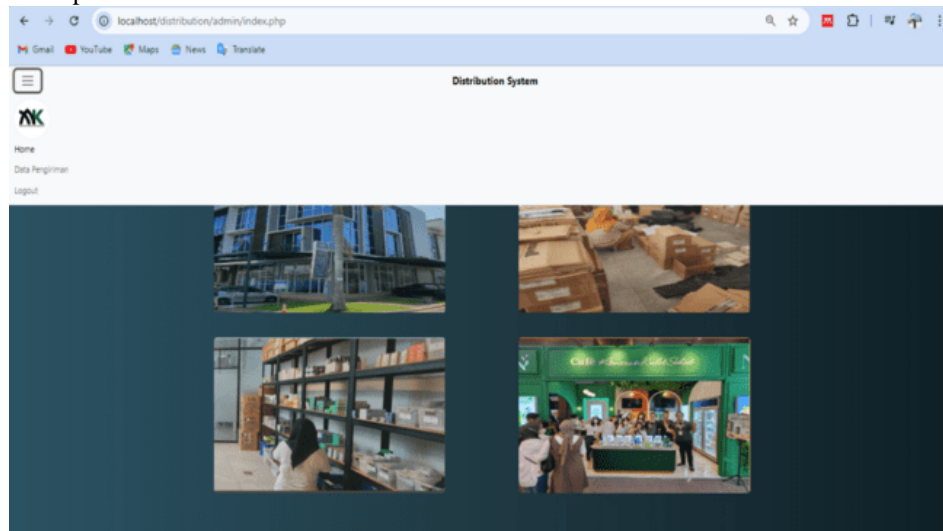 localhost/distribution/admin/index.php
Gmail YouTube Maps News Translate
Distribution System
Home
Data Pengiriman
Logout